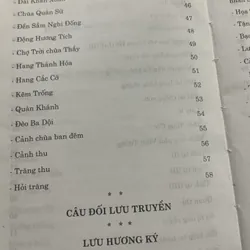 - Chùa Quán Sứ 46
- Đền Sầm Nghi Đống 47
- Động Hương Tích 48
- Chợ Trời chùa Thầy 49
- Hang Thánh Hóa 50
- Hang Cắc Cớ 51
- Kẽm Trống 52
- Quán Khánh 53
- Đèo Ba Dội 54
- Cảnh chùa ban đêm 55
- Cảnh thu 56
- Trăng thu 57
- Hỏi trăng 58
* *
*
CÂU ĐỐI LƯU TRUYỀN
* *
*
LƯU HƯƠNG KÝ